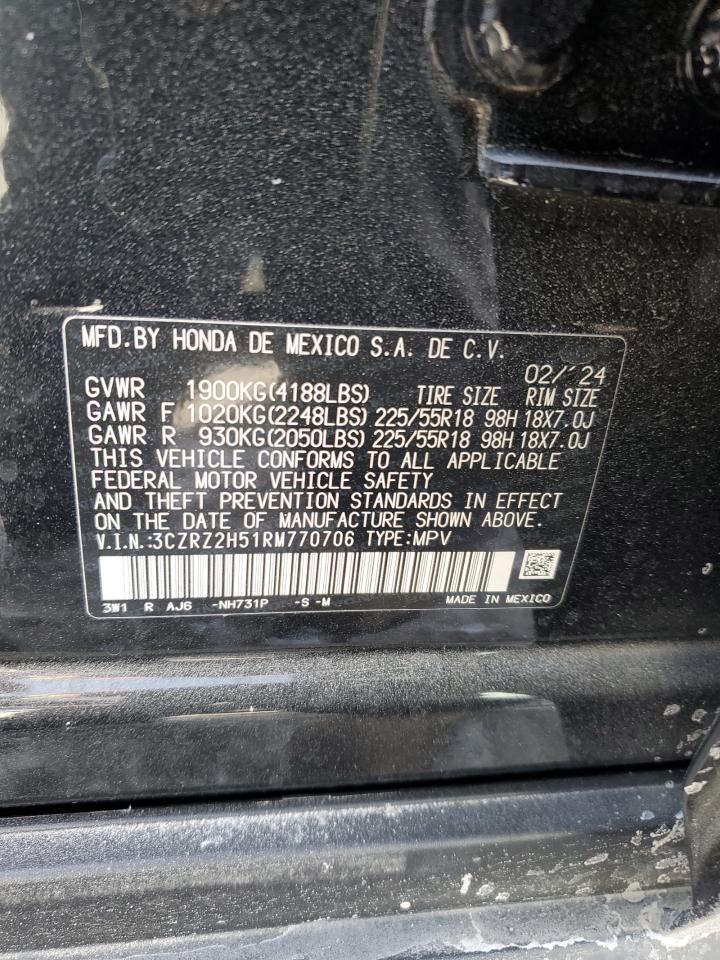 MFD.BY HONDA DE MEXICO S.A. DE C.V.
02/'24
GVWR 1900KG(4188LBS) TIRE SIZE RIM SIZE
GAWR F 1020KG(2248LBS) 225/55R18 98H 18X7.0J
GAWR R 930KG(2050LBS) 225/55R18 98H 18X7.0J
THIS VEHICLE CONFORMS TO ALL APPLICABLE
FEDERAL MOTOR VEHICLE SAFETY
AND THEFT PREVENTION STANDARDS IN EFFECT
ON THE DATE OF MANUFACTURE SHOWN ABOVE.
V.I.N.:3CZRZ2H51RM770706 TYPE:MPV
3W1 R AJ6 -NH731P -S -M MADE IN MEXICO